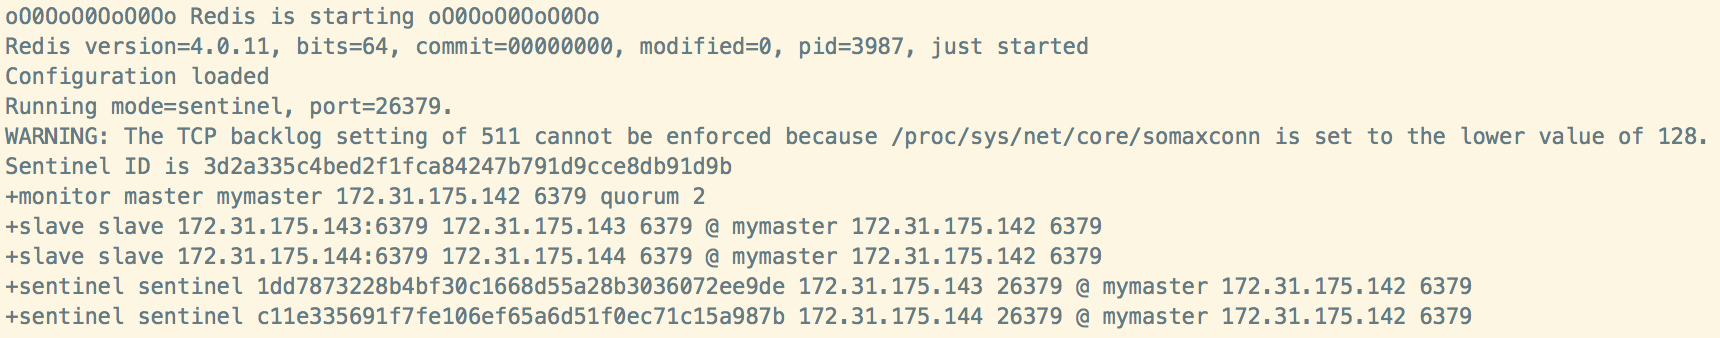 oO0OoO0OoO0Oo Redis is starting oO0OoO0OoO0Oo
Redis version=4.0.11, bits=64, commit=00000000, modified=0, pid=3987, just started
Configuration loaded
Running mode=sentinel, port=26379.
WARNING: The TCP backlog setting of 511 cannot be enforced because /proc/sys/net/core/somaxconn is set to the lower value of 128.
Sentinel ID is 3d2a335c4bed2f1fca84247b791d9cce8db91d9b
+monitor master mymaster 172.31.175.142 6379 quorum 2
+slave slave 172.31.175.143:6379 172.31.175.143 6379 @ mymaster 172.31.175.142 6379
+slave slave 172.31.175.144:6379 172.31.175.144 6379 @ mymaster 172.31.175.142 6379
+sentinel sentinel 1dd7873228b4bf30c1668d55a28b3036072ee9de 172.31.175.143 26379 @ mymaster 172.31.175.142 6379
+sentinel sentinel c11e335691f7fe106ef65a6d51f0ec71c15a987b 172.31.175.144 26379 @ mymaster 172.31.175.142 6379